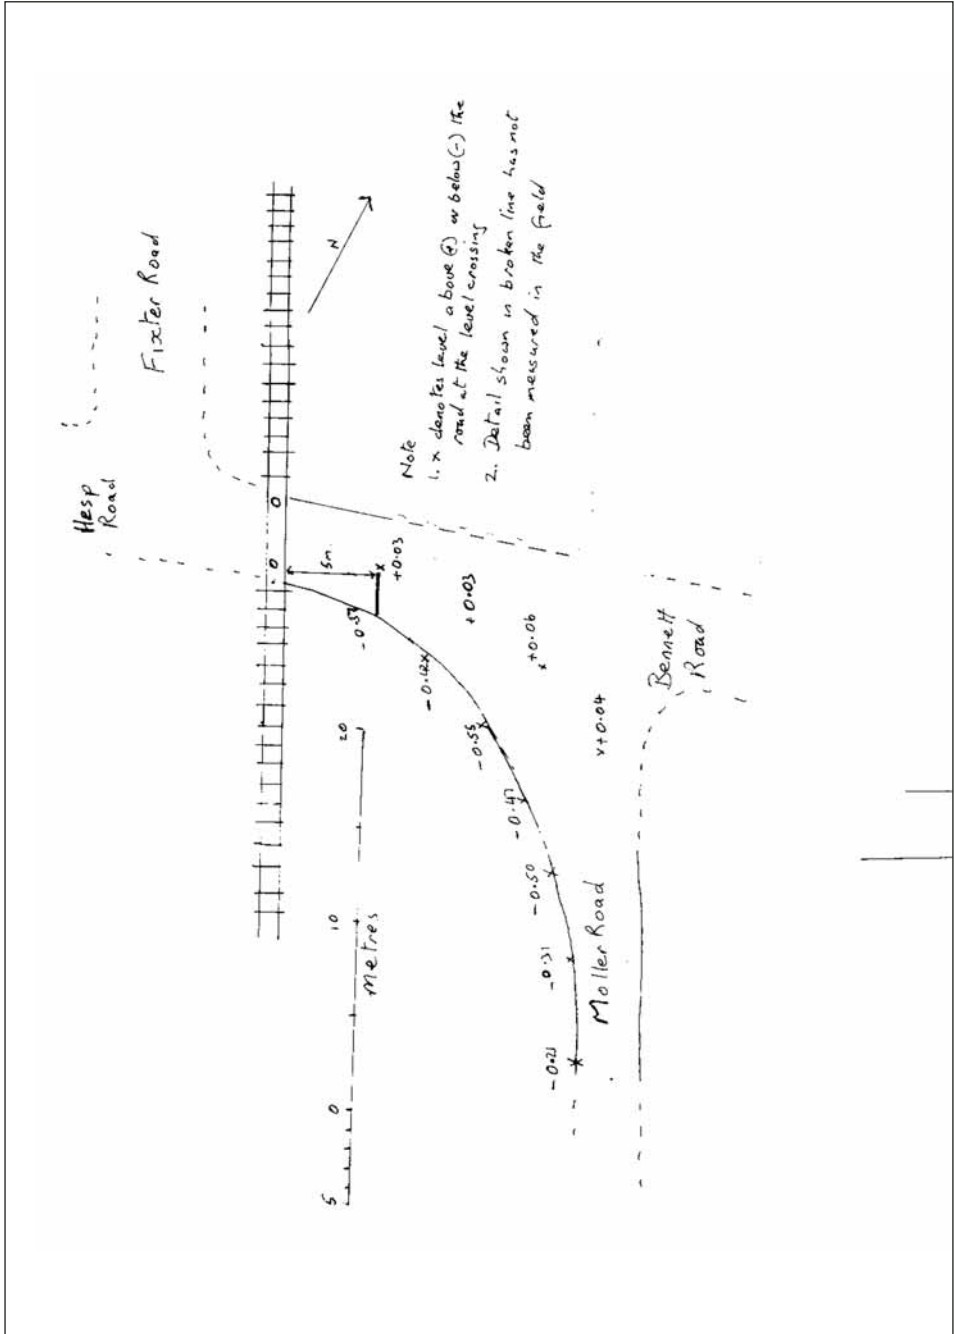 Fixter Road
Hesp
Road
N
Note
1. x denotes level above (+) or below (-) the
road at the level crossing
2. Detail shown in broken line has not
been measured in the field
0
0
5m
+0.03
+0.03
+0.06
+0.04
-0.42
-0.55
-0.47
-0.50
-0.31
-0.21
Bennett
Road
Moller Road
5
0
10
20
Metres